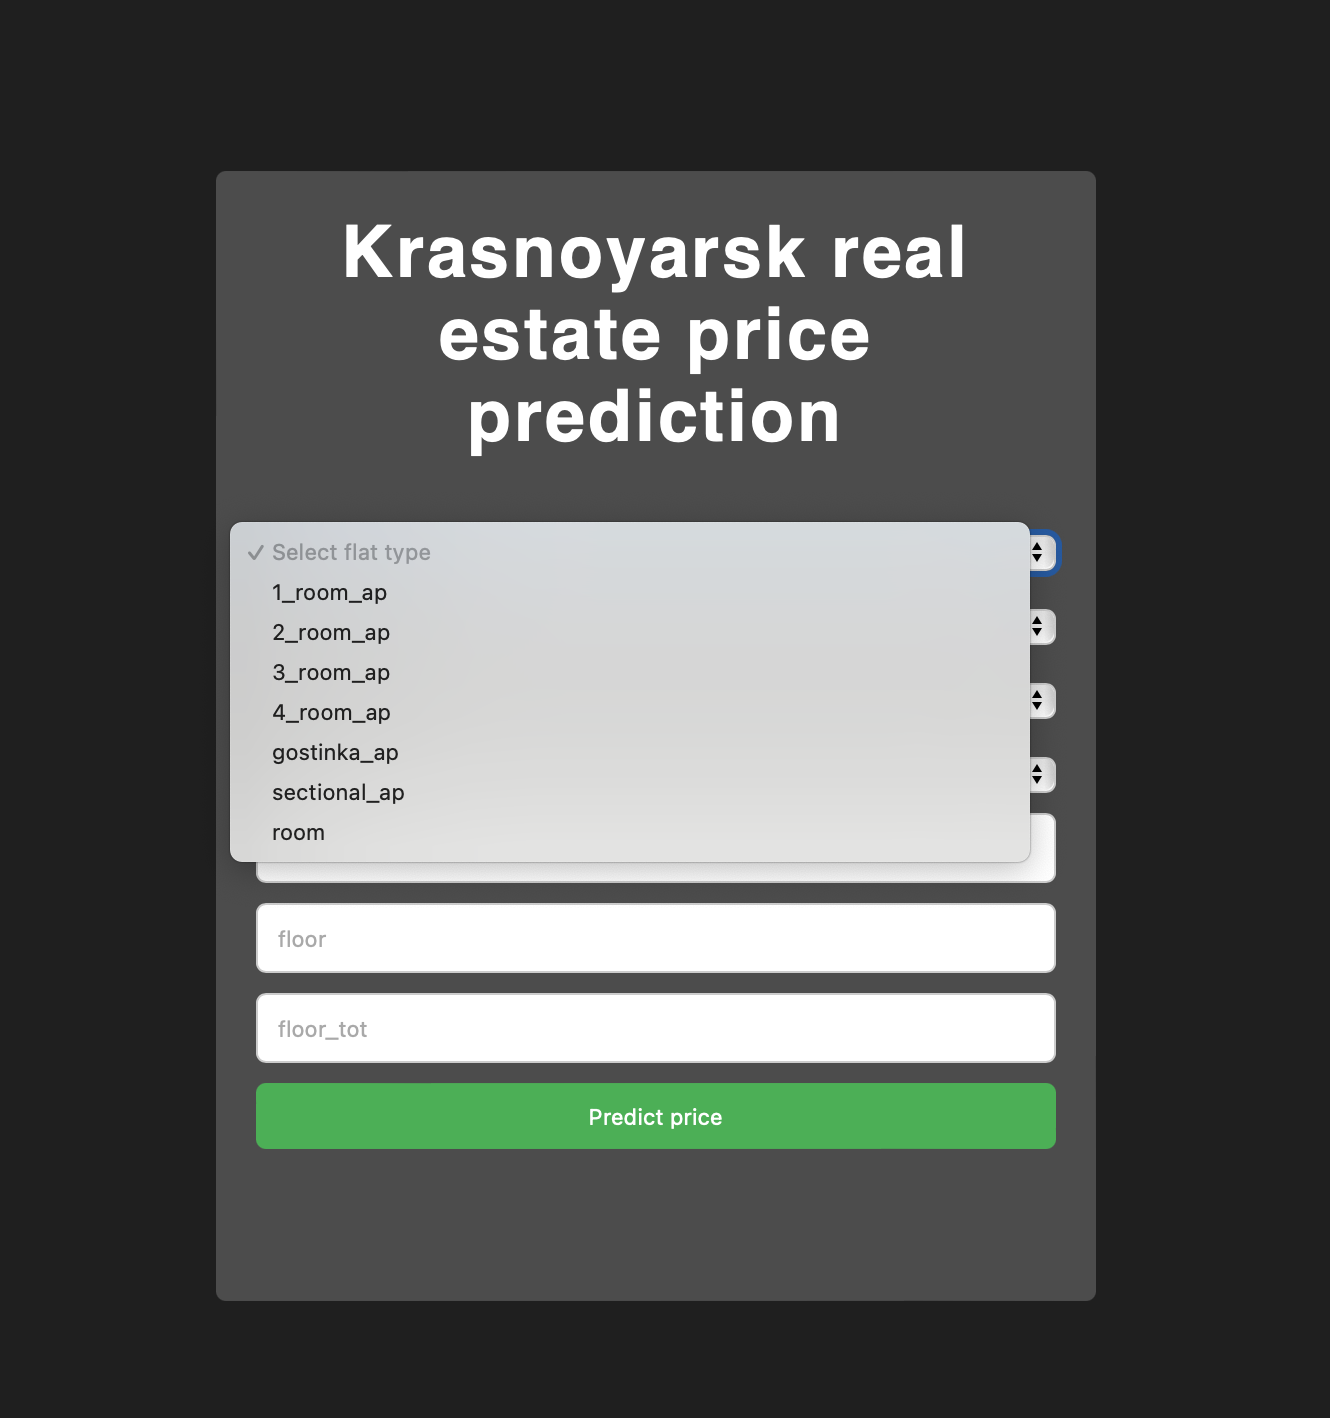 Krasnoyarsk real
estate price
prediction
✓ Select flat type
1_room_ap
2_room_ap
3_room_ap
4_room_ap
gostinka_ap
sectional_ap
room
floor
floor_tot
Predict price